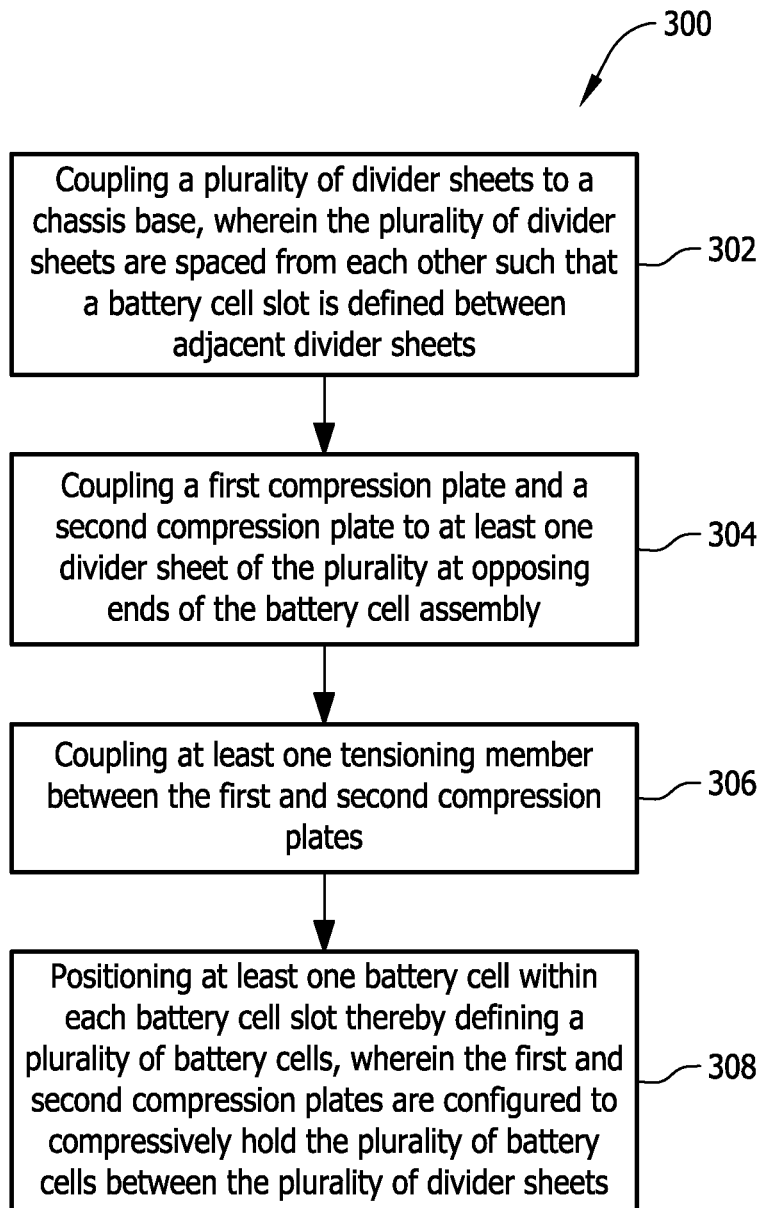 300
Coupling a plurality of divider sheets to a
chassis base, wherein the plurality of divider
sheets are spaced from each other such that
a battery cell slot is defined between
adjacent divider sheets
302
Coupling a first compression plate and a
second compression plate to at least one
divider sheet of the plurality at opposing
ends of the battery cell assembly
304
Coupling at least one tensioning member
between the first and second compression
plates
306
Positioning at least one battery cell within
each battery cell slot thereby defining a
plurality of battery cells, wherein the first and
second compression plates are configured to
compressively hold the plurality of battery
cells between the plurality of divider sheets
308